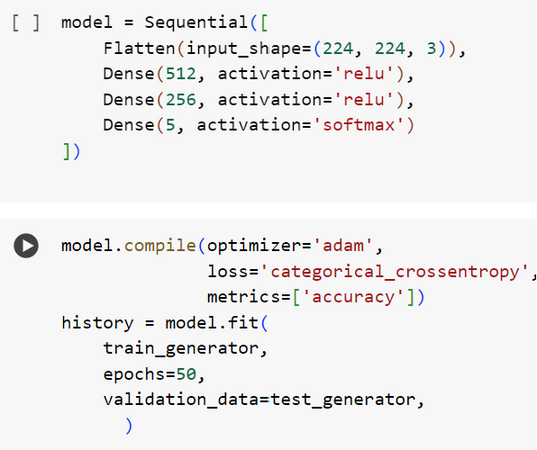 [ ] model = Sequential([
Flatten(input_shape=(224, 224, 3)),
Dense(512, activation='relu'),
Dense(256, activation='relu'),
Dense(5, activation='softmax')
])
model.compile(optimizer='adam',
loss='categorical_crossentropy',
metrics=['accuracy'])
history = model.fit(
train_generator,
epochs=50,
validation_data=test_generator,
)